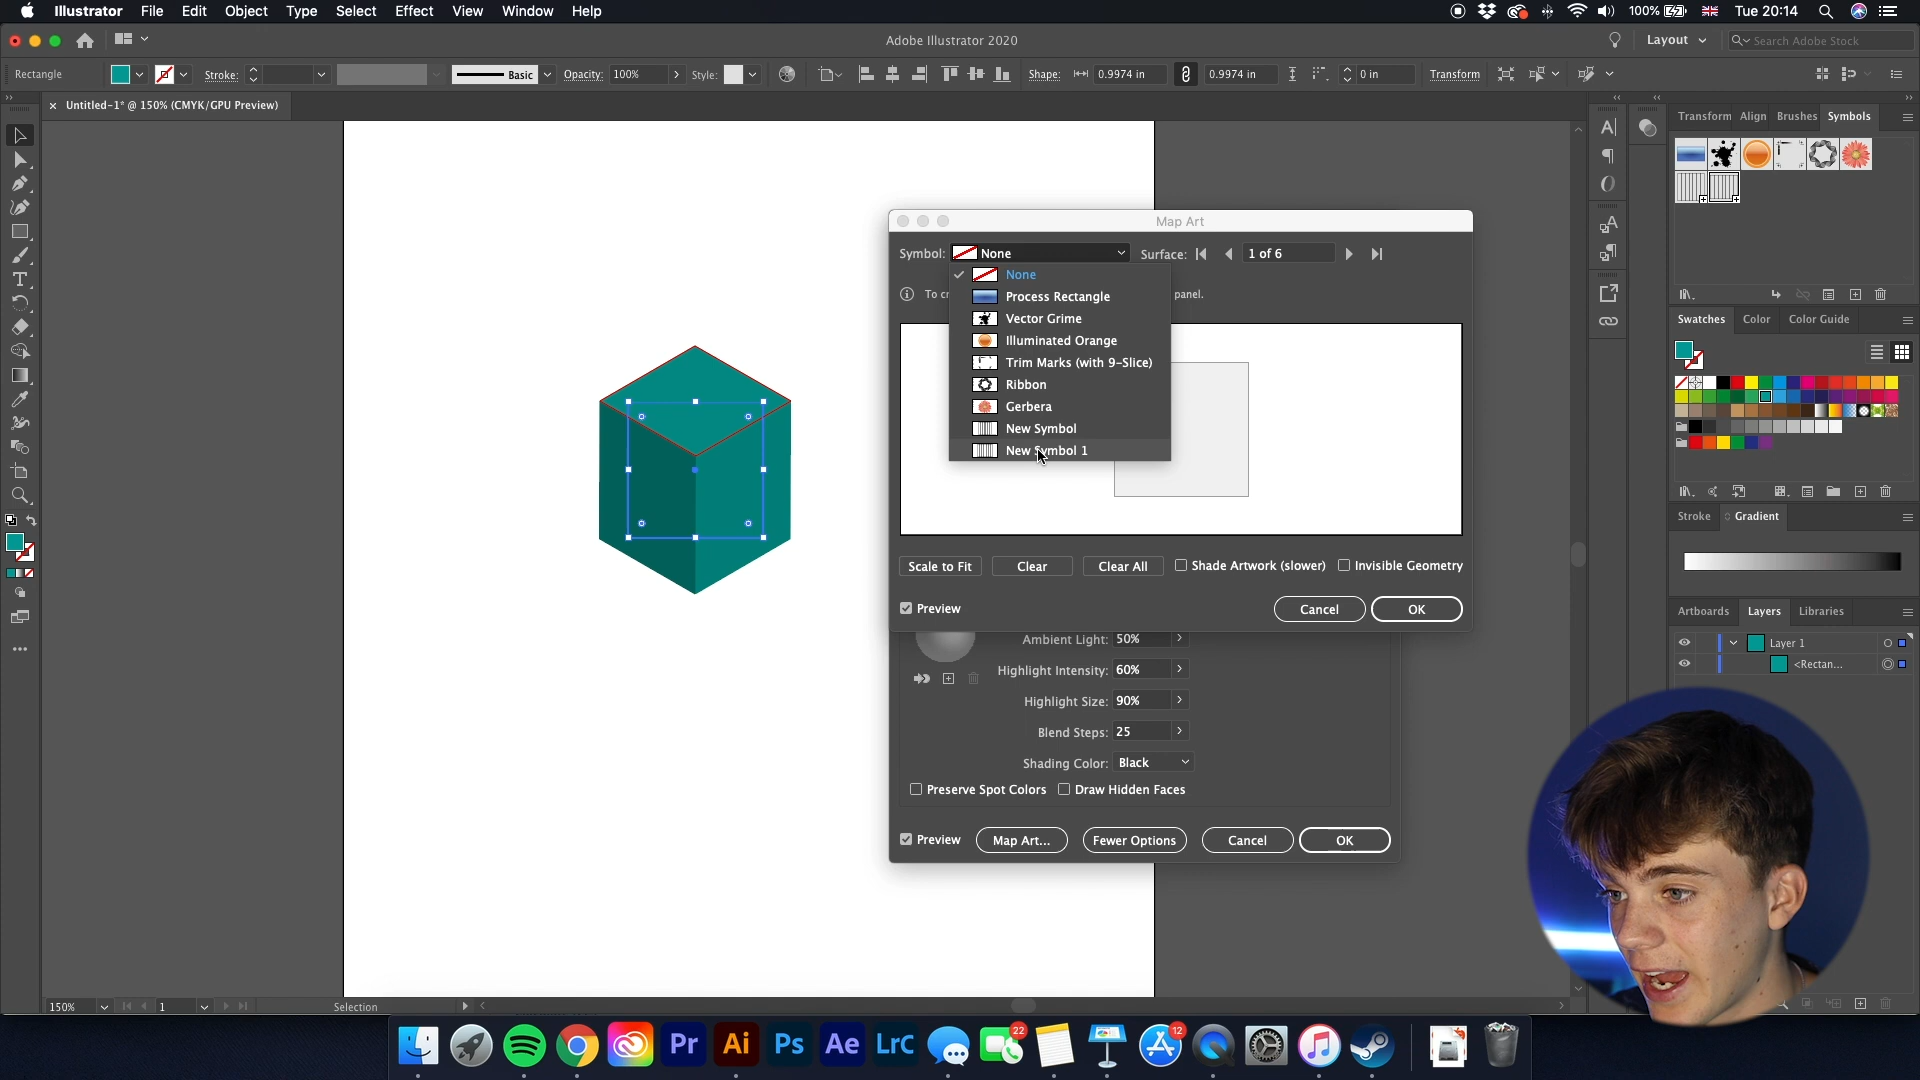 Illustrator File Edit Object Type Select Effect View Window Help 100% Tue 20:14
Adobe Illustrator 2020 Layout Search Adobe Stock
Rectangle Stroke: Basic Opacity: 100% Style: Shape: 0.9974 in 0.9974 in 0 in Transform
Untitled-1* @ 150% (CMYK/GPU Preview)
Transform Align Brushes Symbols
Map Art
Symbol: None Surface: 1 of 6
To cr panel.
None
Process Rectangle
Vector Grime
Illuminated Orange
Trim Marks (with 9-Slice)
Ribbon
Gerbera
New Symbol
New Symbol 1
Scale to Fit Clear Clear All Shade Artwork (slower) Invisible Geometry
Preview Cancel OK
Ambient Light: 50%
Highlight Intensity: 60%
Highlight Size: 90%
Blend Steps: 25
Shading Color: Black
Preserve Spot Colors Draw Hidden Faces
Preview Map Art... Fewer Options Cancel OK
Swatches Color Color Guide
Stroke Gradient
Artboards Layers Libraries
Layer 1
<Rectan...
150% 1 Selection
Pr Ai Ps Ae LrC 22 12